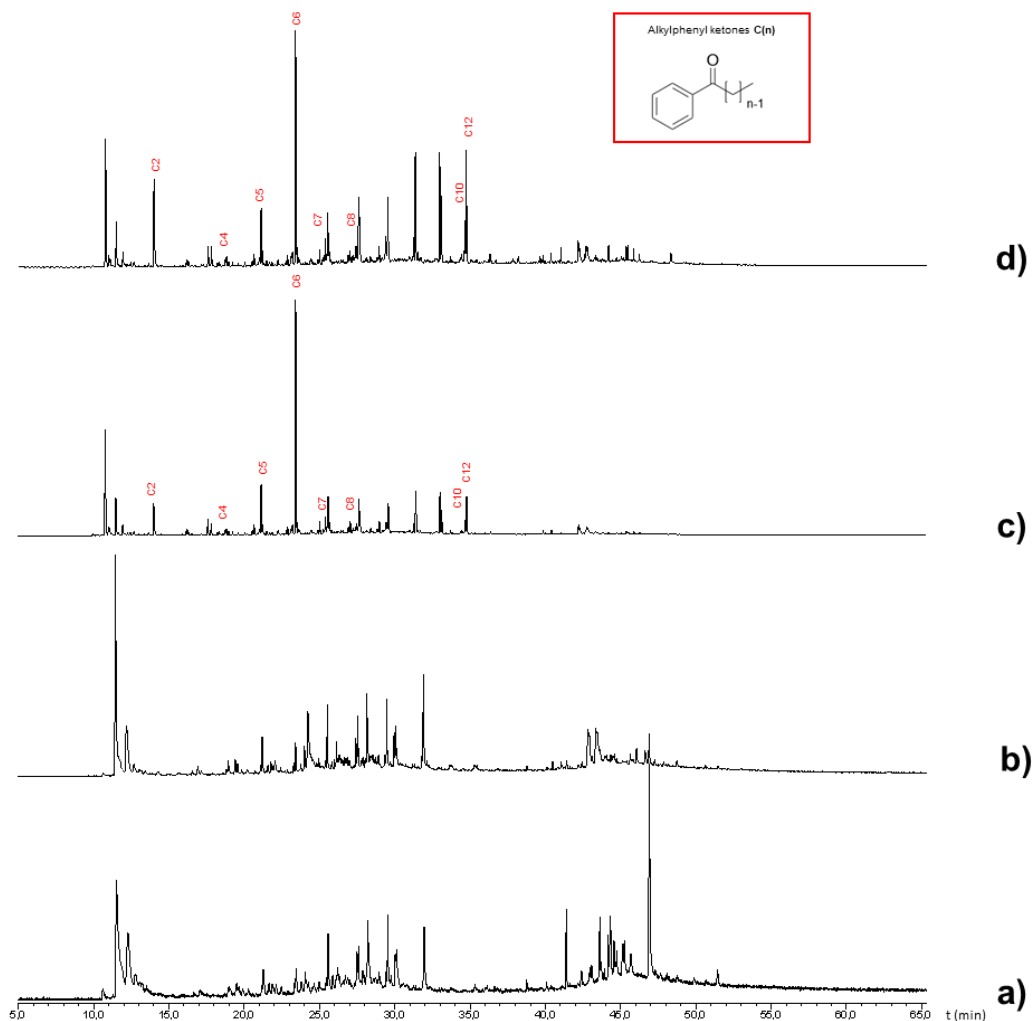 C6
Alkylphenyl ketones C(n)
O
n-1
C2
C4
C5
C7
C8
C10
C12
d)
C6
C2
C4
C5
C7
C8
C10
C12
c)
b)
a)
5,0 10,0 15,0 20,0 25,0 30,0 35,0 40,0 45,0 50,0 55,0 60,0 65,0 t (min)